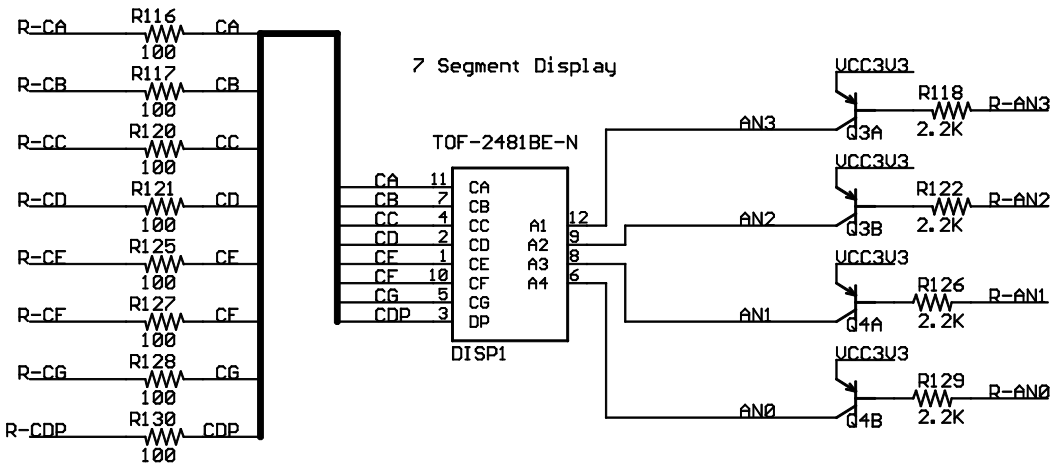 R-CA R116 100 CA
R-CB R117 100 CB
R-CC R120 100 CC
R-CD R121 100 CD
R-CE R125 100 CE
R-CF R127 100 CF
R-CG R128 100 CG
R-CDP R130 100 CDP
7 Segment Display
TOF-2481BE-N
CA 11 CA
CB 7 CB
CC 4 CC
CD 2 CD
CE 1 CE
CF 10 CF
CG 5 CG
CDP 3 DP
A1 12
A2 9
A3 8
A4 6
DISP1
AN3
VCC3V3
Q3A
R118
2.2K
R-AN3
AN2
VCC3V3
Q3B
R122
2.2K
R-AN2
AN1
VCC3V3
Q4A
R126
2.2K
R-AN1
AN0
VCC3V3
Q4B
R129
2.2K
R-AN0